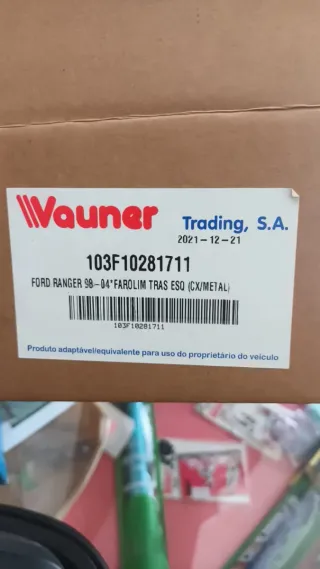 Vauner Trading, S.A.
2021-12-21
103F10281711
FORD RANGER 98-04*FAROLIM TRAS ESQ (CX/METAL)
103F10281711
Produto adaptável/equivalente para uso do proprietário do veículo